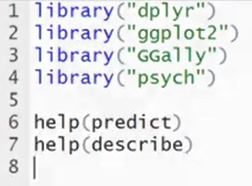 1 library("dplyr")
2 library("ggplot2")
3 library("GGally")
4 library("psych")
5
6 help(predict)
7 help(describe)
8